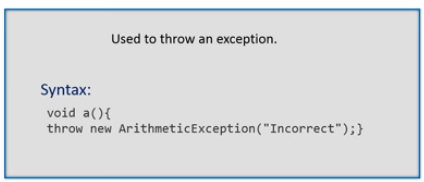 Used to throw an exception.
Syntax:
void a(){
throw new ArithmeticException("Incorrect");}